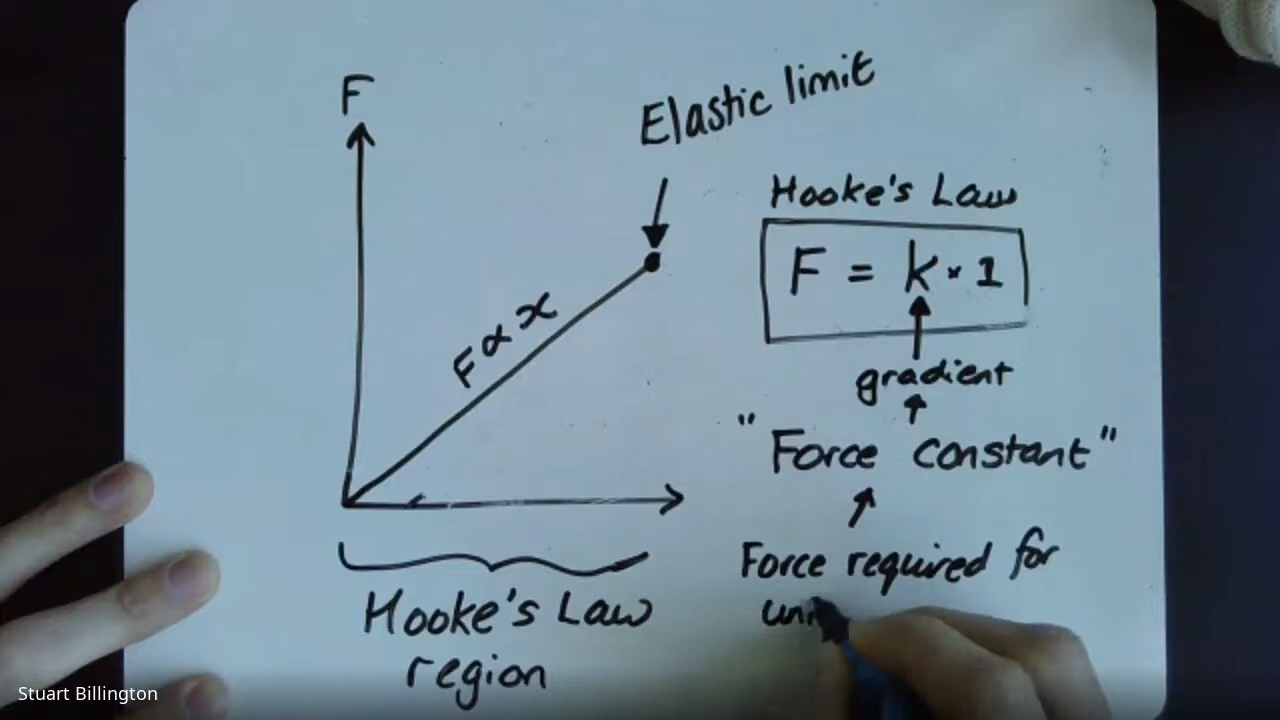 F
Elastic limit
F ∝ x
Hooke's Law
region
Hooke's Law
F = k × 1
gradient
"Force constant"
Force required for
Stuart Billington